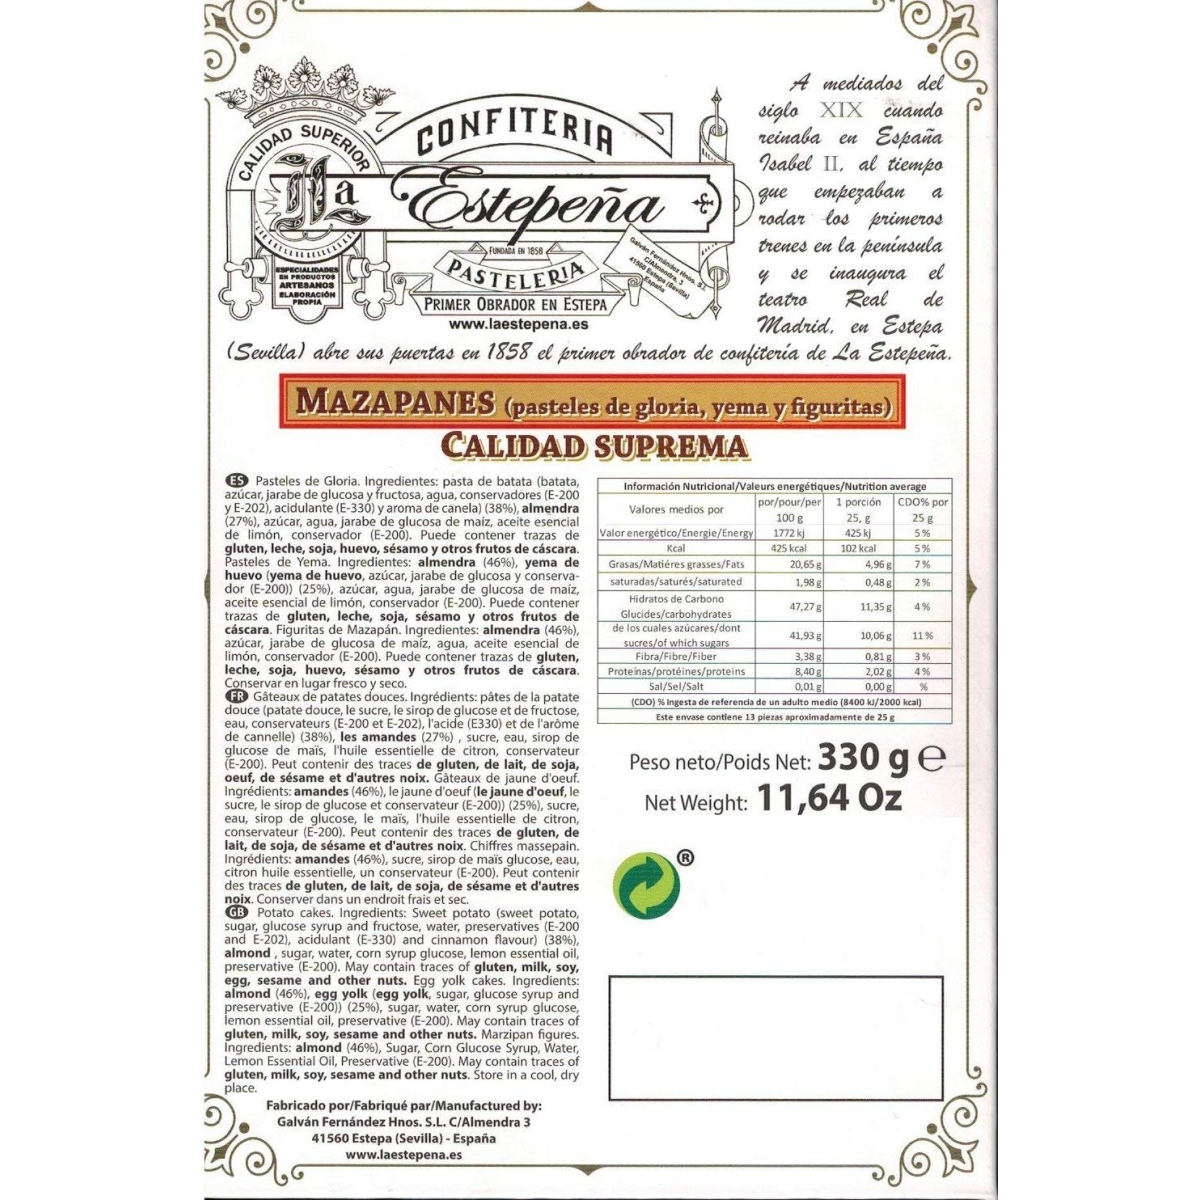 CALIDAD SUPERIOR
La
CONFITERIA
Estepeña
FUNDADA EN 1858
PASTELERIA
PRIMER OBRADOR EN ESTEPA
www.laestepena.es
ESPECIALIDADES
EN PRODUCTOS
ARTESANOS
ELABORACIÓN
PROPIA
Galván Fernández Hnos. S.L.
C/Almendra, 3
41560 Estepa (Sevilla)
España
A mediados del
siglo XIX cuando
reinaba en España
Isabel II, al tiempo
que empezaban a
rodar los primeros
trenes en la península
y se inaugura el
teatro Real de
Madrid, en Estepa
(Sevilla) abre sus puertas en 1858 el primer obrador de confitería de La Estepeña.
MAZAPANES (pasteles de gloria, yema y figuritas)
CALIDAD SUPREMA
ES Pasteles de Gloria. Ingredientes: pasta de batata (batata,
azúcar, jarabe de glucosa y fructosa, agua, conservadores (E-200
y E-202), acidulante (E-330) y aroma de canela) (38%), almendra
(27%), azúcar, agua, jarabe de glucosa de maíz, aceite esencial
de limón, conservador (E-200). Puede contener trazas de
gluten, leche, soja, huevo, sésamo y otros frutos de cáscara.
Pasteles de Yema. Ingredientes: almendra (46%), yema de
huevo (yema de huevo, azúcar, jarabe de glucosa y conserva-
dor (E-200)) (25%), azúcar, agua, jarabe de glucosa de maíz,
aceite esencial de limón, conservador (E-200). Puede contener
trazas de gluten, leche, soja, sésamo y otros frutos de
cáscara. Figuritas de Mazapán. Ingredientes: almendra (46%),
azúcar, jarabe de glucosa de maíz, agua, aceite esencial de
limón, conservador (E-200). Puede contener trazas de gluten,
leche, soja, huevo, sésamo y otros frutos de cáscara.
Conservar en lugar fresco y seco.
FR Gâteaux de patates douces. Ingrédients: pâtes de la patate
douce (patate douce, le sucre, le sirop de glucose et de fructose,
eau, conservateurs (E-200 et E-202), l'acide (E330) et de l'arôme
de cannelle) (38%), les amandes (27%) , sucre, eau, sirop de
glucose de maïs, l'huile essentielle de citron, conservateur
(E-200). Peut contenir des traces de gluten, de lait, de soja,
oeuf, de sésame et d'autres noix. Gâteaux de jaune d'oeuf.
Ingrédients: amandes (46%), le jaune d'oeuf (le jaune d'oeuf, le
sucre, le sirop de glucose et conservateur (E-200)) (25%), sucre,
eau, sirop de glucose, le maïs, l'huile essentielle de citron,
conservateur (E-200). Peut contenir des traces de gluten, de
lait, de soja, de sésame et d'autres noix. Chiffres massepain.
Ingrédients: amandes (46%), sucre, sirop de maïs glucose, eau,
citron huile essentielle, un conservateur (E-200). Peut contenir
des traces de gluten, de lait, de soja, de sésame et d'autres
noix. Conserver dans un endroit frais et sec.
GB Potato cakes. Ingredients: Sweet potato (sweet potato,
sugar, glucose syrup and fructose, water, preservatives (E-200
and E-202), acidulant (E-330) and cinnamon flavour) (38%),
almond , sugar, water, corn syrup glucose, lemon essential oil,
preservative (E-200). May contain traces of gluten, milk, soy,
egg, sesame and other nuts. Egg yolk cakes. Ingredients:
almond (46%), egg yolk (egg yolk, sugar, glucose syrup and
preservative (E-200)) (25%), sugar, water, corn syrup glucose,
lemon essential oil, preservative (E-200). May contain traces of
gluten, milk, soy, sesame and other nuts. Marzipan figures.
Ingredients: almond (46%), Sugar, Corn Glucose Syrup, Water,
Lemon Essential Oil, Preservative (E-200). May contain traces of
gluten, milk, soy, sesame and other nuts. Store in a cool, dry
place.
Fabricado por/Fabriqué par/Manufactured by:
Galván Fernández Hnos. S.L. C/Almendra 3
41560 Estepa (Sevilla) - España
www.laestepena.es
Información Nutricional/Valeurs energétiques/Nutrition average
Valores medios por por/pour/per 100 g 1 porción 25, g CDO% por 25 g
Valor energético/Energie/Energy 1772 kj 425 kj 5 %
Kcal 425 kcal 102 kcal 5 %
Grasas/Matiéres grasses/Fats 20,65 g 4,96 g 7 %
saturadas/saturés/saturated 1,98 g 0,48 g 2 %
Hidratos de Carbono
Glucides/carbohydrates 47,27 g 11,35 g 4 %
de los cuales azúcares/dont
sucres/of which sugars 41,93 g 10,06 g 11 %
Fibra/Fibre/Fiber 3,38 g 0,81 g 3 %
Proteinas/protéines/proteins 8,40 g 2,02 g 4 %
Sal/Sel/Salt 0,01 g 0,00 g %
(CDO) % Ingesta de referencia de un adulto medio (8400 kJ/2000 kcal)
Este envase contiene 13 piezas aproximadamente de 25 g
Peso neto/Poids Net: 330 g ℮
Net Weight: 11,64 Oz
®